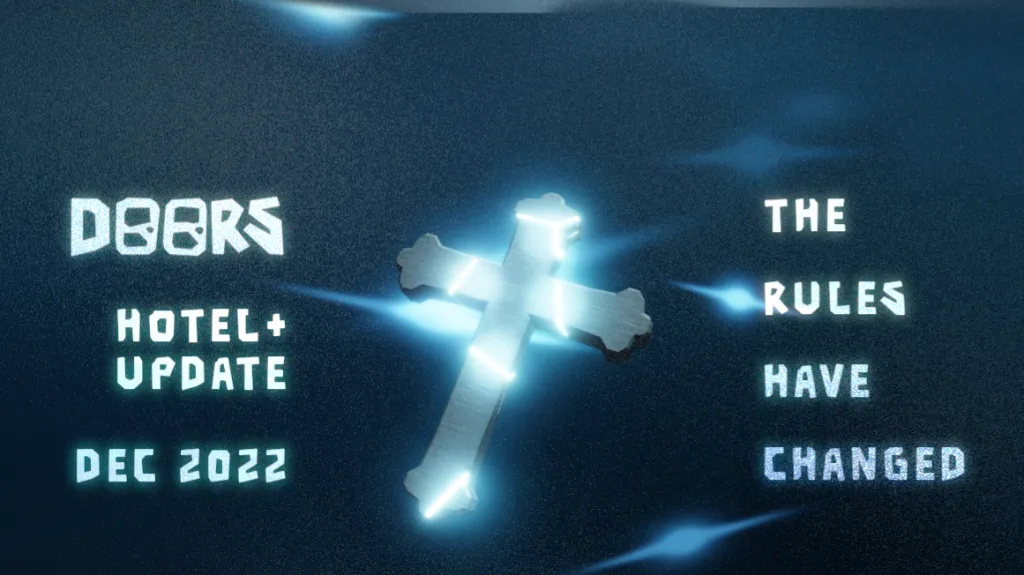 DOORS
HOTEL+
UPDATE
DEC 2022
THE
RULES
HAVE
CHANGED